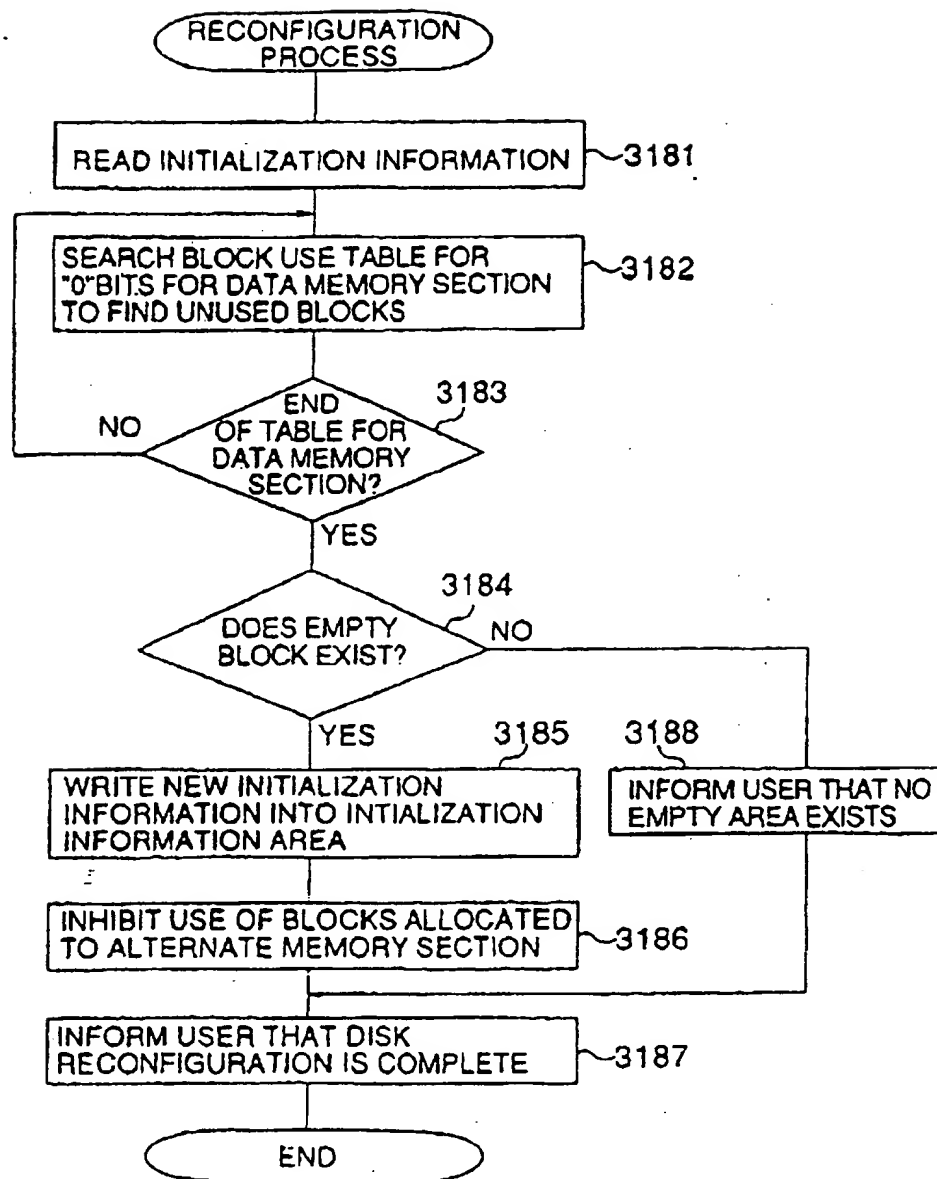 RECONFIGURATION
PROCESS
READ INITIALIZATION INFORMATION
3181
SEARCH BLOCK USE TABLE FOR
"0"BITS FOR DATA MEMORY SECTION
TO FIND UNUSED BLOCKS
3182
END
OF TABLE FOR
DATA MEMORY
SECTION?
3183
NO
YES
DOES EMPTY
BLOCK EXIST?
3184
NO
YES
3185
WRITE NEW INITIALIZATION
INFORMATION INTO INTIALIZATION
INFORMATION AREA
3188
INFORM USER THAT NO
EMPTY AREA EXISTS
INHIBIT USE OF BLOCKS ALLOCATED
TO ALTERNATE MEMORY SECTION
3186
INFORM USER THAT DISK
RECONFIGURATION IS COMPLETE
3187
END